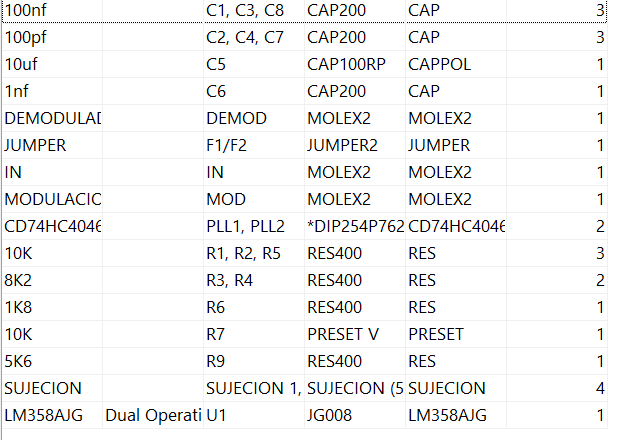 100nf C1, C3, C8 CAP200 CAP 3
100pf C2, C4, C7 CAP200 CAP 3
10uf C5 CAP100RP CAPPOL 1
1nf C6 CAP200 CAP 1
DEMODULAD DEMOD MOLEX2 MOLEX2 1
JUMPER F1/F2 JUMPER2 JUMPER 1
IN IN MOLEX2 MOLEX2 1
MODULACIO MOD MOLEX2 MOLEX2 1
CD74HC4046 PLL1, PLL2 *DIP254P762 CD74HC4046 2
10K R1, R2, R5 RES400 RES 3
8K2 R3, R4 RES400 RES 2
1K8 R6 RES400 RES 1
10K R7 PRESET V PRESET 1
5K6 R9 RES400 RES 1
SUJECION SUJECION 1, SUJECION (5 SUJECION 4
LM358AJG Dual Operati U1 JG008 LM358AJG 1